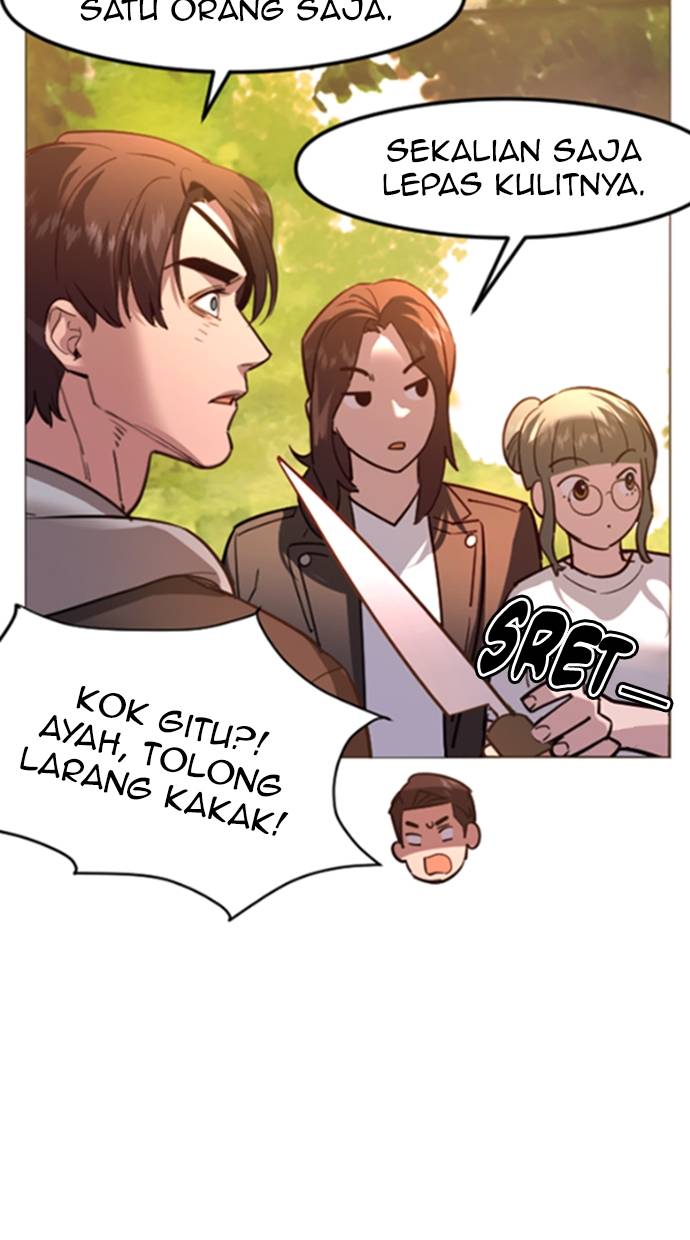 SATU ORANG SAJA.
SEKALIAN SAJA
LEPAS KULITNYA.
SRET
KOK GITU?!
AYAH, TOLONG
LARANG KAKAK!